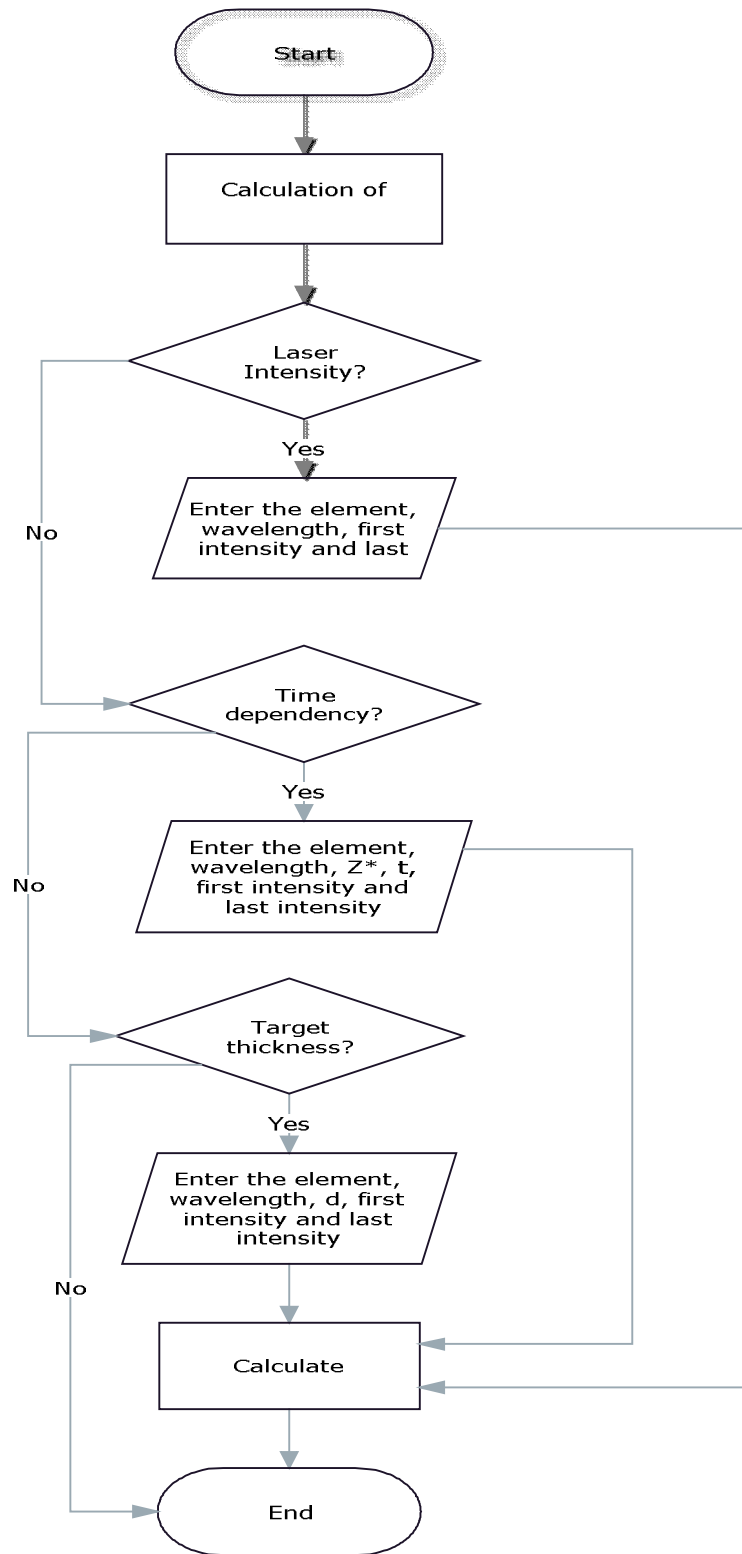 Start
Calculation of
Laser
Intensity?
Yes
Enter the element,
wavelength, first
intensity and last
No
Time
dependency?
Yes
Enter the element,
wavelength, Z*, t,
first intensity and
last intensity
No
Target
thickness?
Yes
Enter the element,
wavelength, d, first
intensity and last
intensity
No
Calculate
End